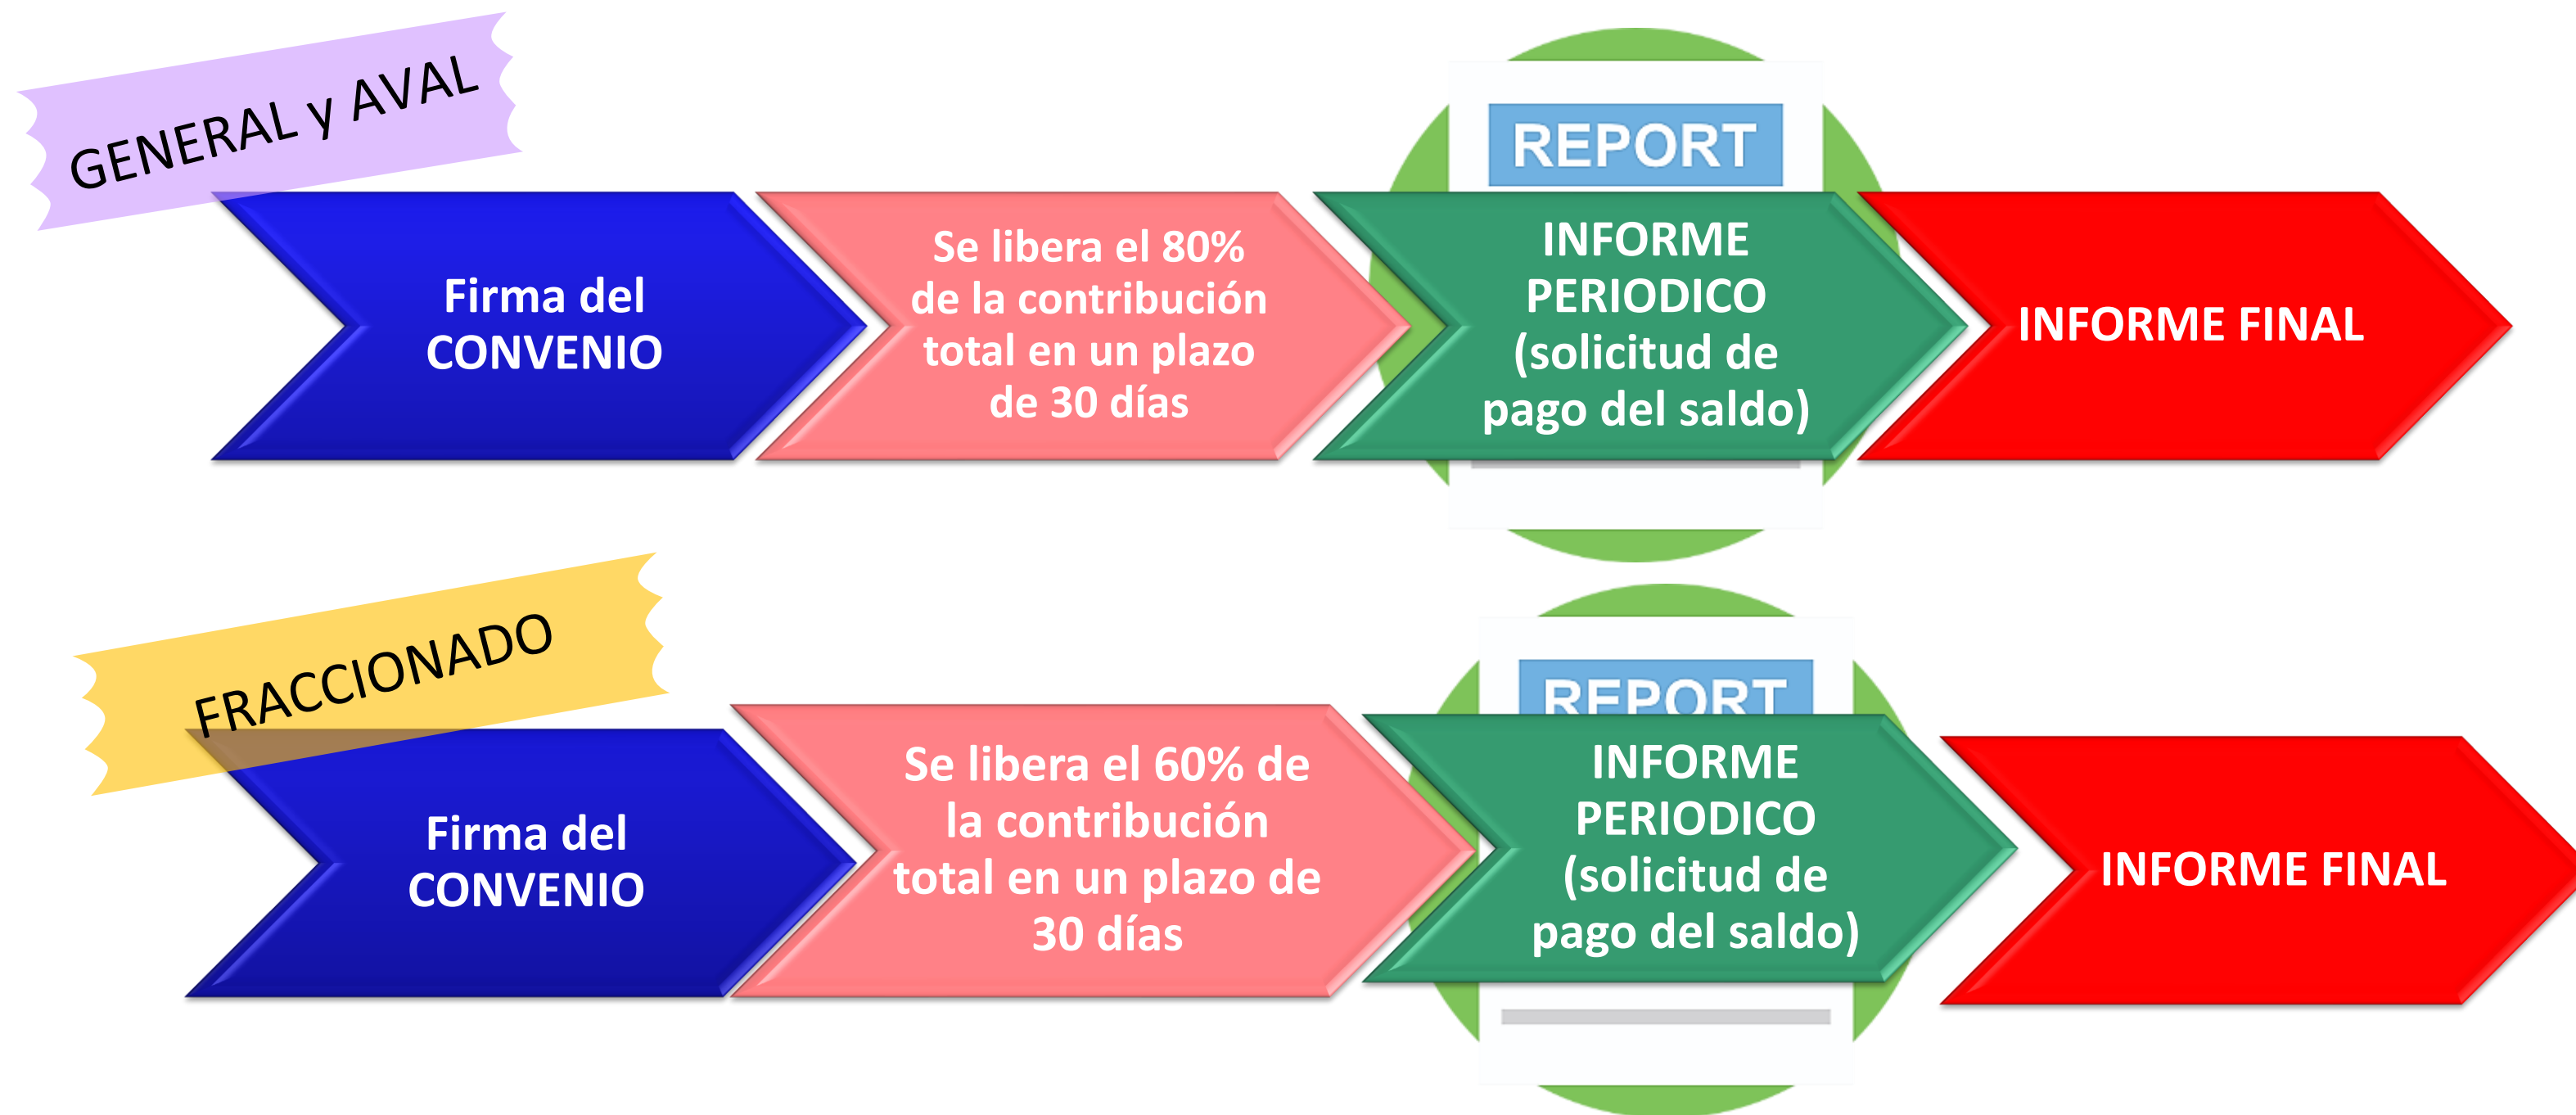 GENERAL y AVAL
REPORT
Firma del
CONVENIO
Se libera el 80%
de la contribución
total en un plazo
de 30 días
INFORME
PERIODICO
(solicitud de
pago del saldo)
INFORME FINAL
FRACCIONADO
REPORT
Firma del
CONVENIO
Se libera el 60% de
la contribución
total en un plazo de
30 días
INFORME
PERIODICO
(solicitud de
pago del saldo)
INFORME FINAL